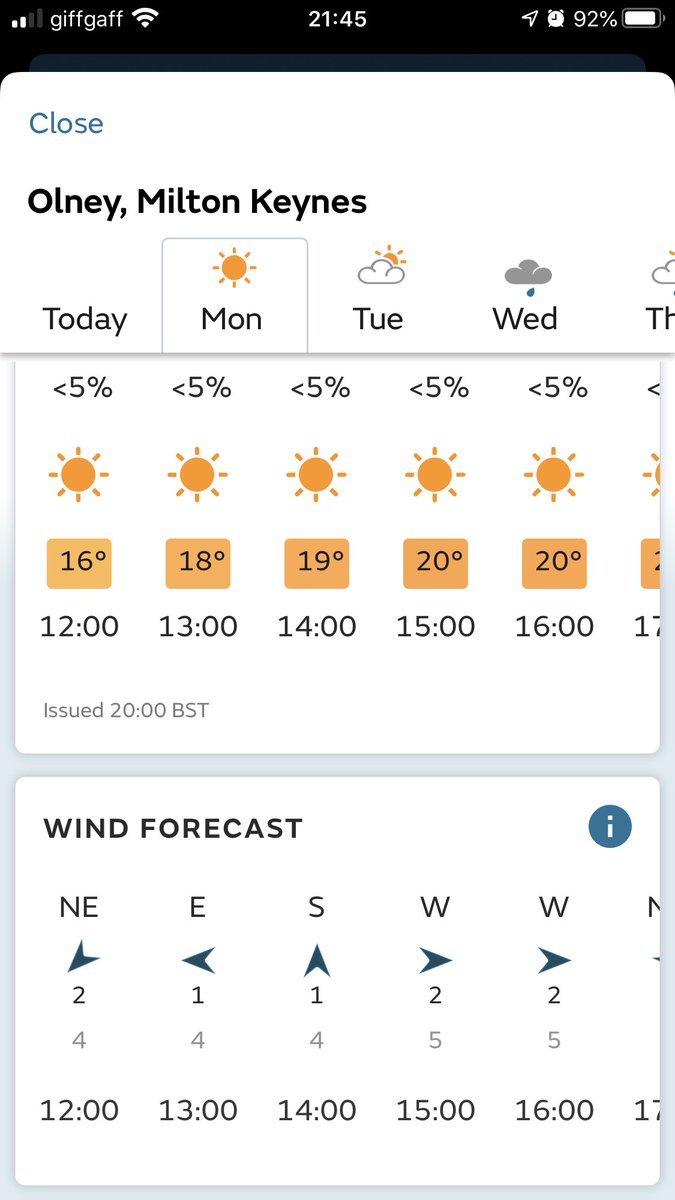 giffgaff 21:45 92%
Close
Olney, Milton Keynes
Today Mon Tue Wed Th
<5% <5% <5% <5% <5% <
16° 18° 19° 20° 20° 2
12:00 13:00 14:00 15:00 16:00 17
Issued 20:00 BST
WIND FORECAST i
NE E S W W
2 1 1 2 2
4 4 4 5 5
12:00 13:00 14:00 15:00 16:00 17